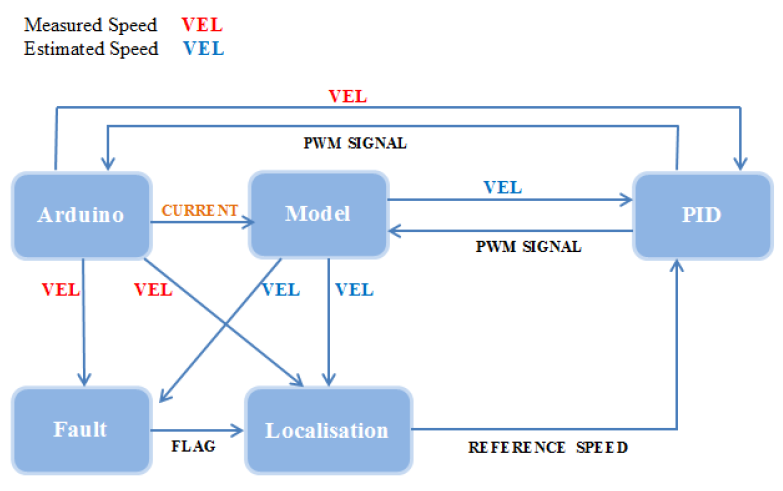 Measured Speed VEL
Estimated Speed VEL
VEL
PWM SIGNAL
Arduino
CURRENT
Model
VEL
PID
PWM SIGNAL
VEL
VEL
VEL
VEL
Fault
FLAG
Localisation
REFERENCE SPEED